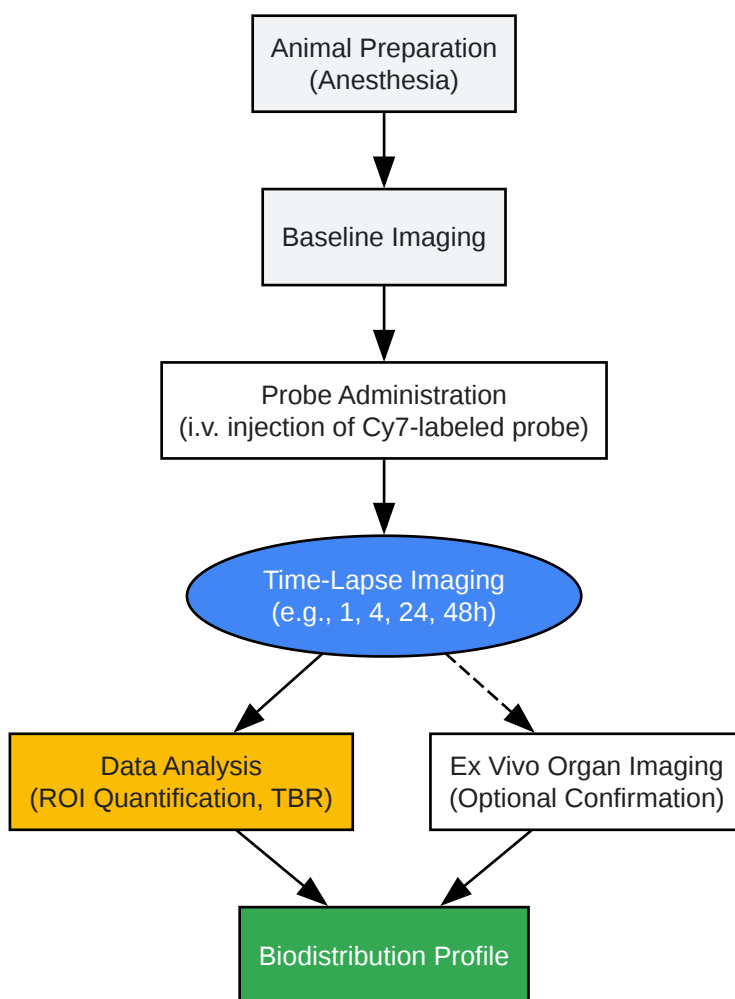 Animal Preparation
(Anesthesia)
Baseline Imaging
Probe Administration
(i.v. injection of Cy7-labeled probe)
Time-Lapse Imaging
(e.g., 1, 4, 24, 48h)
Data Analysis
(ROI Quantification, TBR)
Ex Vivo Organ Imaging
(Optional Confirmation)
Biodistribution Profile